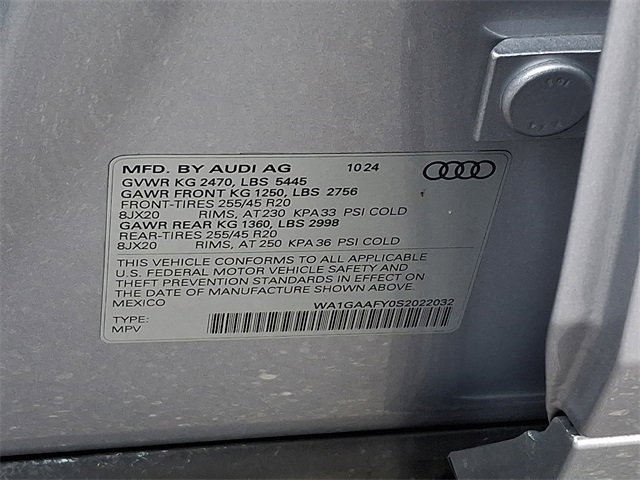 MFD. BY AUDI AG 10 24
GVWR KG 2470, LBS 5445
GAWR FRONT KG 1250, LBS 2756
FRONT-TIRES 255/45 R20
8JX20 RIMS, AT 230 KPA 33 PSI COLD
GAWR REAR KG 1360, LBS 2998
REAR-TIRES 255/45 R20
8JX20 RIMS, AT 250 KPA 36 PSI COLD
THIS VEHICLE CONFORMS TO ALL APPLICABLE
U.S. FEDERAL MOTOR VEHICLE SAFETY AND
THEFT PREVENTION STANDARDS IN EFFECT ON
THE DATE OF MANUFACTURE SHOWN ABOVE.
MEXICO WA1GAAFY0S2022032
TYPE:
MPV